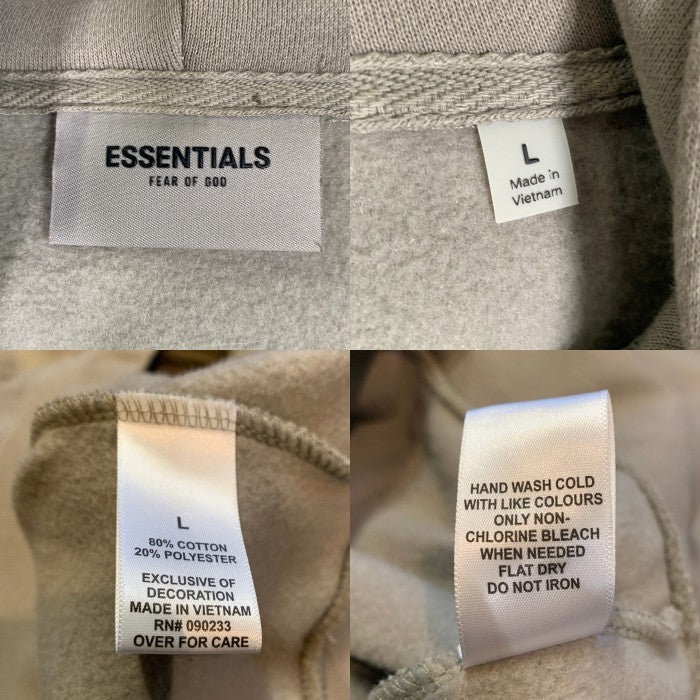 ESSENTIALS
FEAR OF GOD
L
Made in
Vietnam
L
80% COTTON
20% POLYESTER
EXCLUSIVE OF
DECORATION
MADE IN VIETNAM
RN# 090233
OVER FOR CARE
HAND WASH COLD
WITH LIKE COLOURS
ONLY NON-
CHLORINE BLEACH
WHEN NEEDED
FLAT DRY
DO NOT IRON